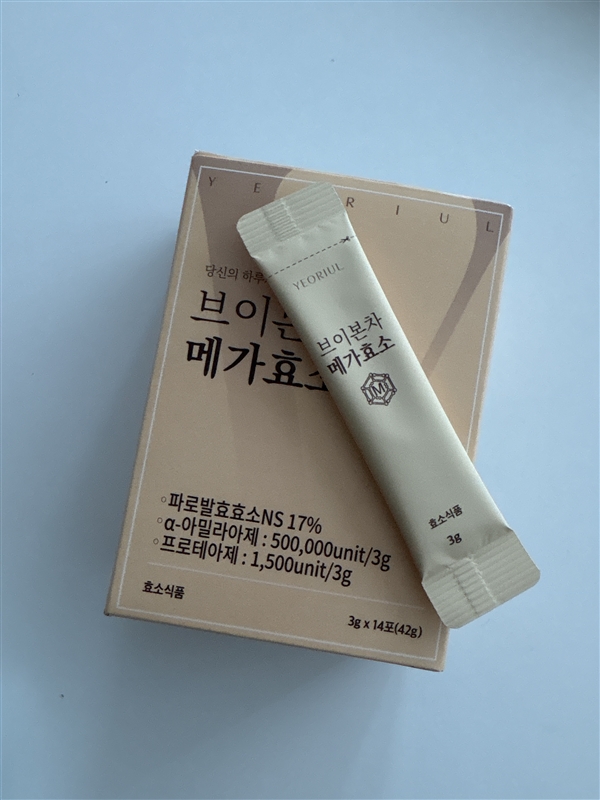 YE RIUL
당신의 하루
브이본
메가효소
◦파로발효효소NS 17%
◦α-아밀라아제 : 500,000unit/3g
◦프로테아제 : 1,500unit/3g
효소식품
3g x 14포(42g)
YEORIUL
브이본차
메가효소
M
효소식품
3g